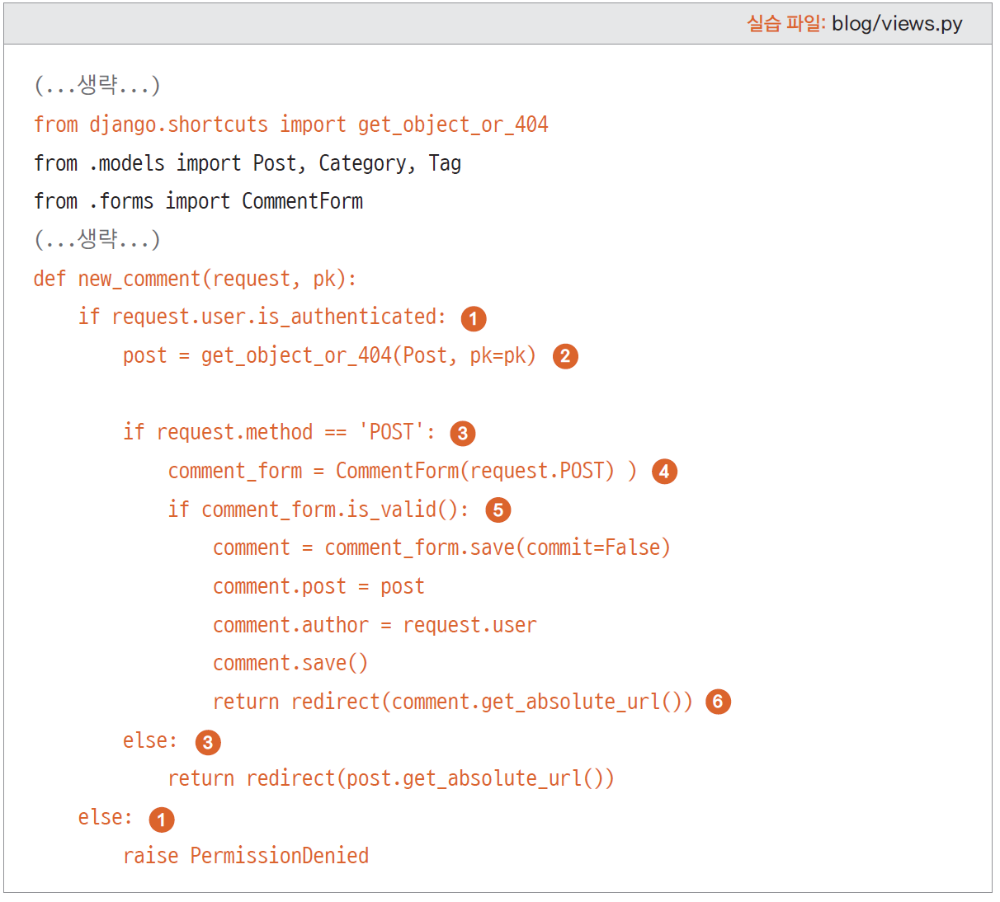 실습 파일: blog/views.py
(...생략...)
from django.shortcuts import get_object_or_404
from .models import Post, Category, Tag
from .forms import CommentForm
(...생략...)
def new_comment(request, pk):
    if request.user.is_authenticated: 1
        post = get_object_or_404(Post, pk=pk) 2

        if request.method == 'POST': 3
            comment_form = CommentForm(request.POST) ) 4
            if comment_form.is_valid(): 5
                comment = comment_form.save(commit=False)
                comment.post = post
                comment.author = request.user
                comment.save()
                return redirect(comment.get_absolute_url()) 6
        else: 3
            return redirect(post.get_absolute_url())
    else: 1
        raise PermissionDenied